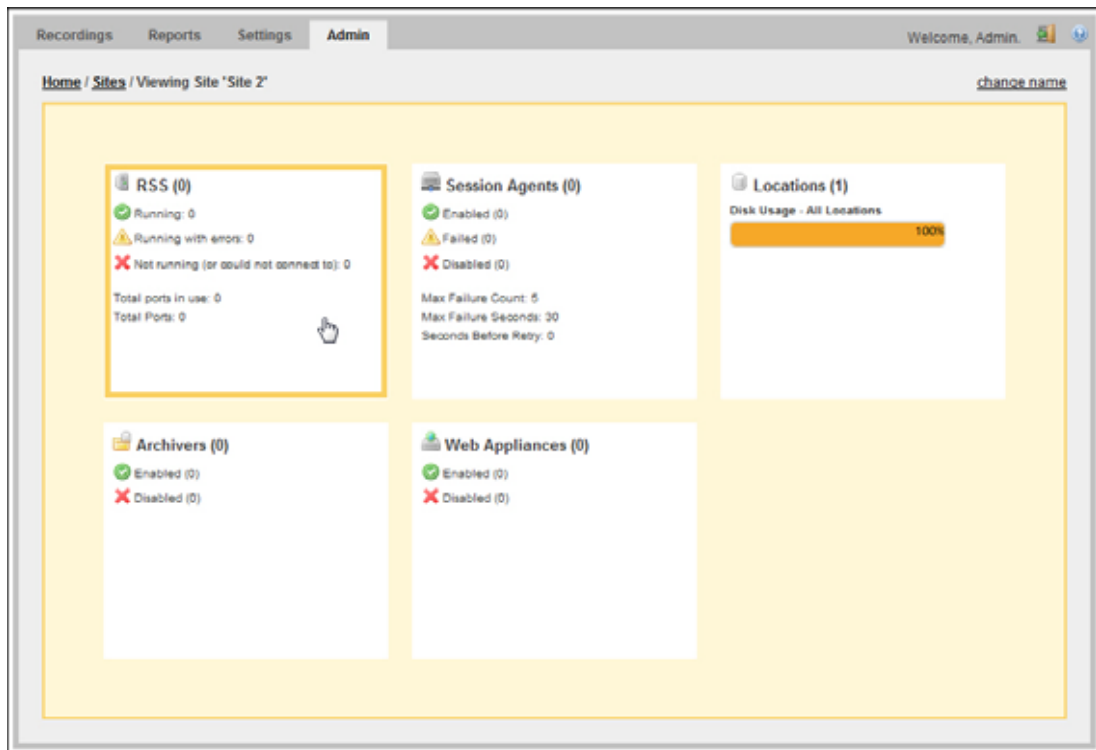 Recordings Reports Settings Admin Welcome, Admin.
Home / Sites / Viewing Site "Site 2" change name
RSS (0)
Running: 0
Running with errors: 0
Not running (or could not connect to): 0
Total ports in use: 0
Total Ports: 0
Session Agents (0)
Enabled (0)
Failed (0)
Disabled (0)
Max Failure Count: 5
Max Failure Seconds: 30
Seconds Before Retry: 0
Locations (1)
Disk Usage - All Locations
100%
Archivers (0)
Enabled (0)
Disabled (0)
Web Appliances (0)
Enabled (0)
Disabled (0)